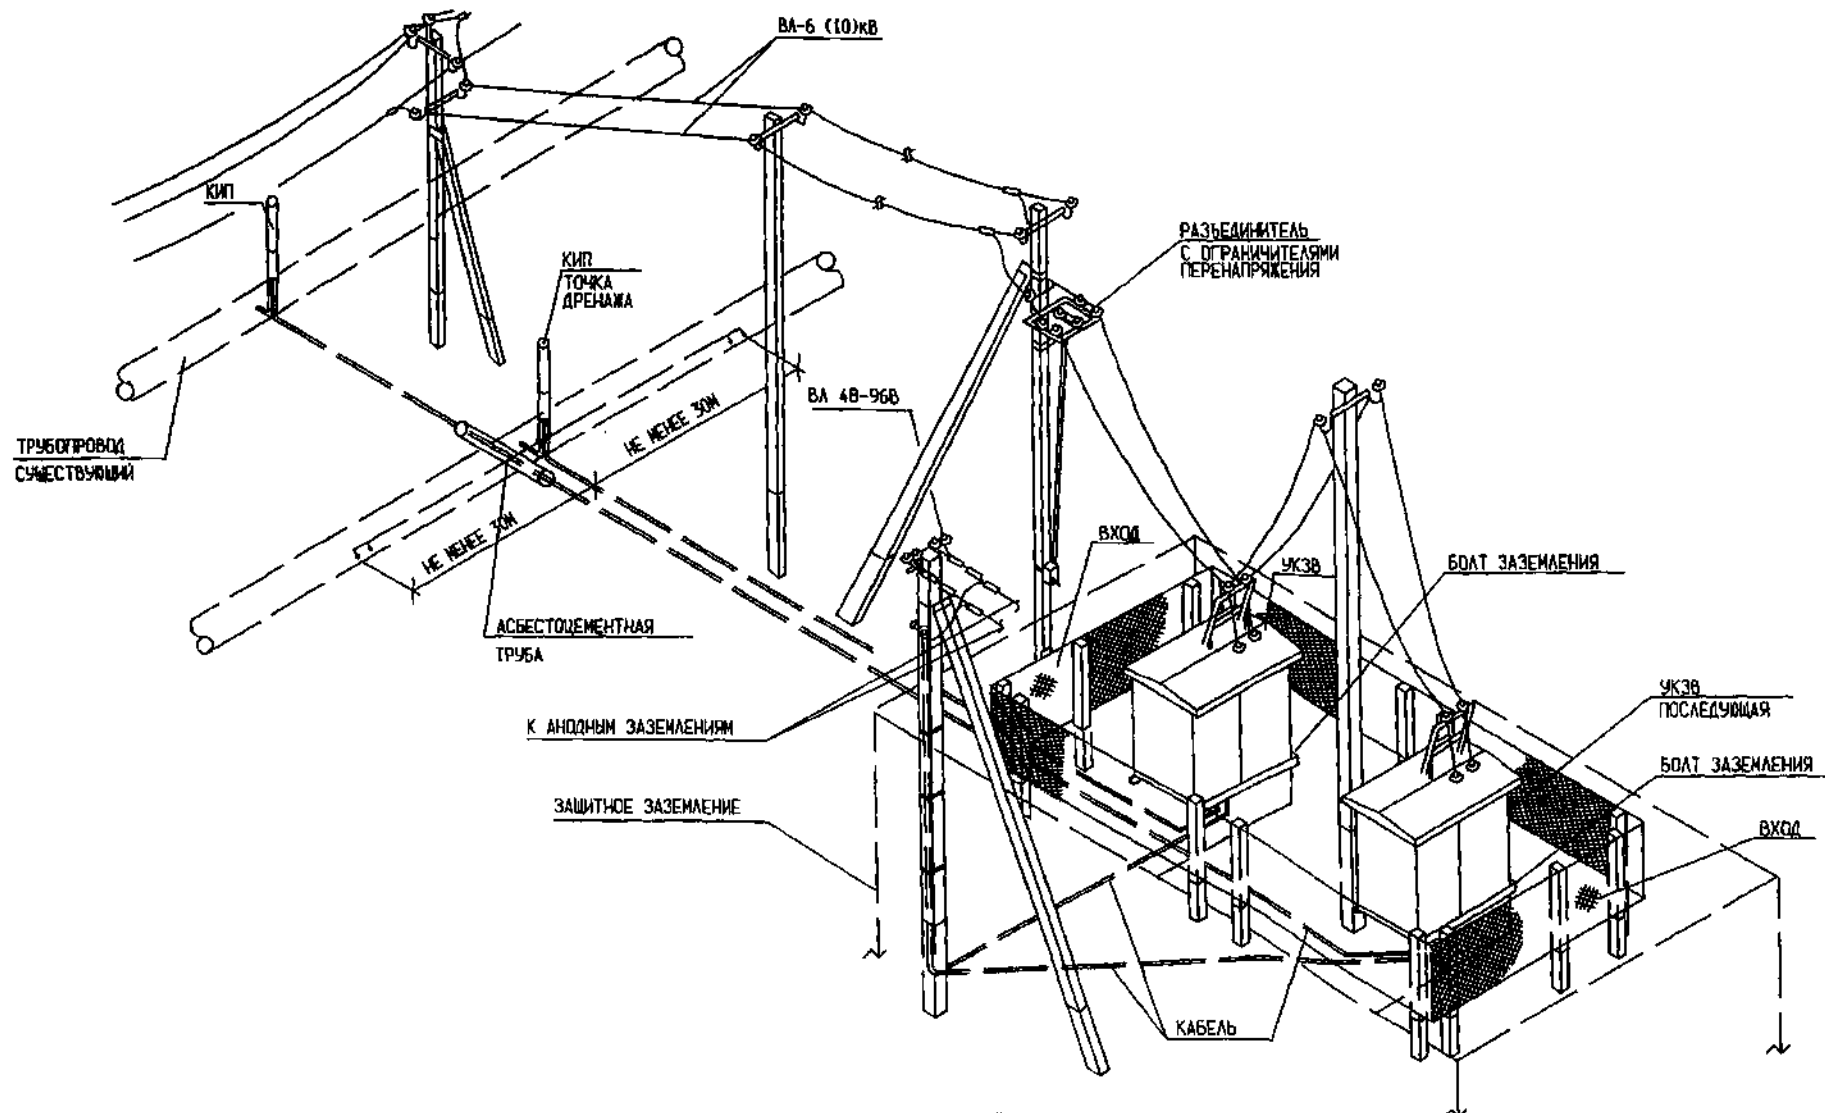 ВЛ-6 (10)кВ
КИП
КИП
ТОЧКА
ДРЕНАЖА
РАЗЪЕДИНИТЕЛЬ
С ОГРАНИЧИТЕЛЯМИ
ПЕРЕНАПРЯЖЕНИЯ
ВЛ 48-96В
НЕ МЕНЕЕ 30М
ТРУБОПРОВОД
СУЩЕСТВУЮЩИЙ
НЕ МЕНЕЕ 30М
ВХОД
УКЗВ
БОЛТ ЗАЗЕМЛЕНИЯ
АСБЕСТОЦЕМЕНТНАЯ
ТРУБА
К АНОДНЫМ ЗАЗЕМЛЕНИЯМ
УКЗВ
ПОСЛЕДУЮЩАЯ
БОЛТ ЗАЗЕМЛЕНИЯ
ЗАЩИТНОЕ ЗАЗЕМЛЕНИЕ
ВХОД
КАБЕЛЬ